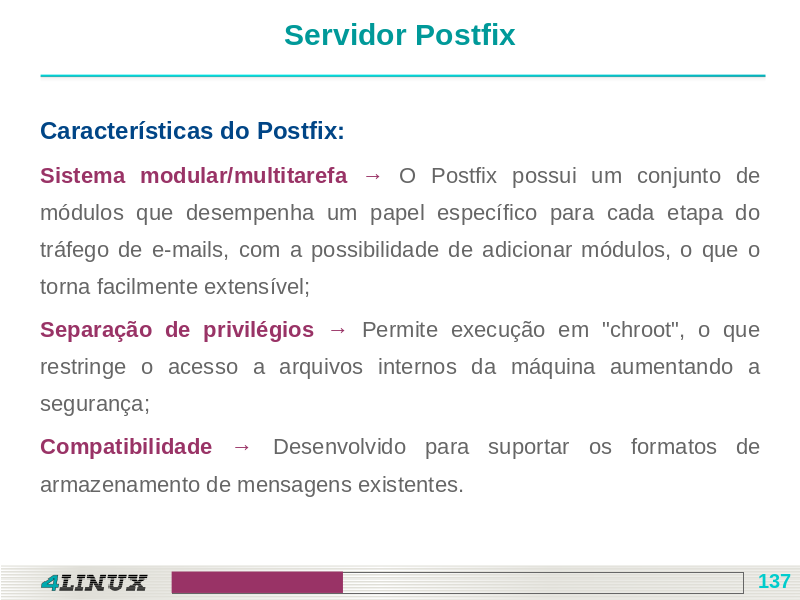 Servidor Postfix
Características do Postfix:
Sistema modular/multitarefa → O Postfix possui um conjunto de
módulos que desempenha um papel específico para cada etapa do
tráfego de e-mails, com a possibilidade de adicionar módulos, o que o
torna facilmente extensível;
Separação de privilégios → Permite execução em "chroot", o que
restringe o acesso a arquivos internos da máquina aumentando a
segurança;
Compatibilidade → Desenvolvido para suportar os formatos de
armazenamento de mensagens existentes.
4LINUX
137